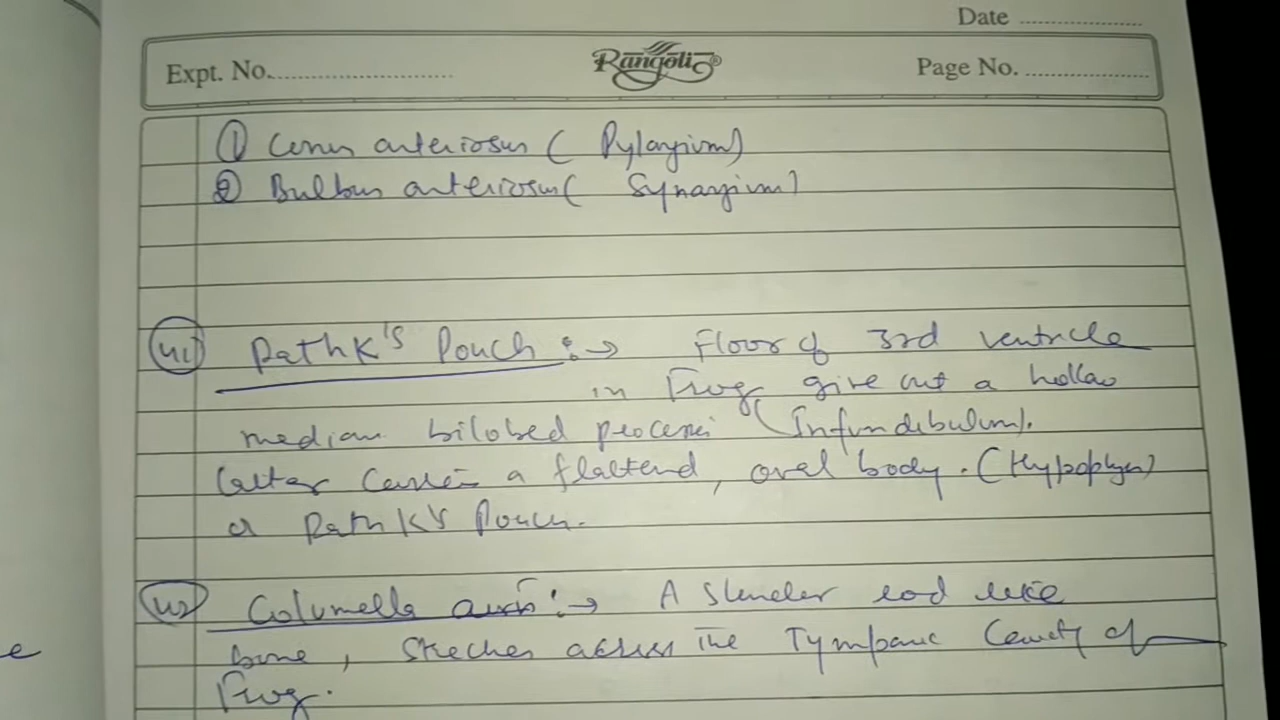 Date
Expt. No. Rangoli Page No.
① Conus arteriosus ( Pylangium)
② Bulbus arteriosus ( Synangium)
41) RathK's Pouch :→ Floor of 3rd ventricle
in Frog give out a hollow
median bilobed process (Infundibulum).
Latter carries a flattend, oval body. (Hypophysis)
or RathK's Pouch.
42) Columella auris :→ A slender rod like
bone, streches across the Tympanic Cavity of
Frog.
e